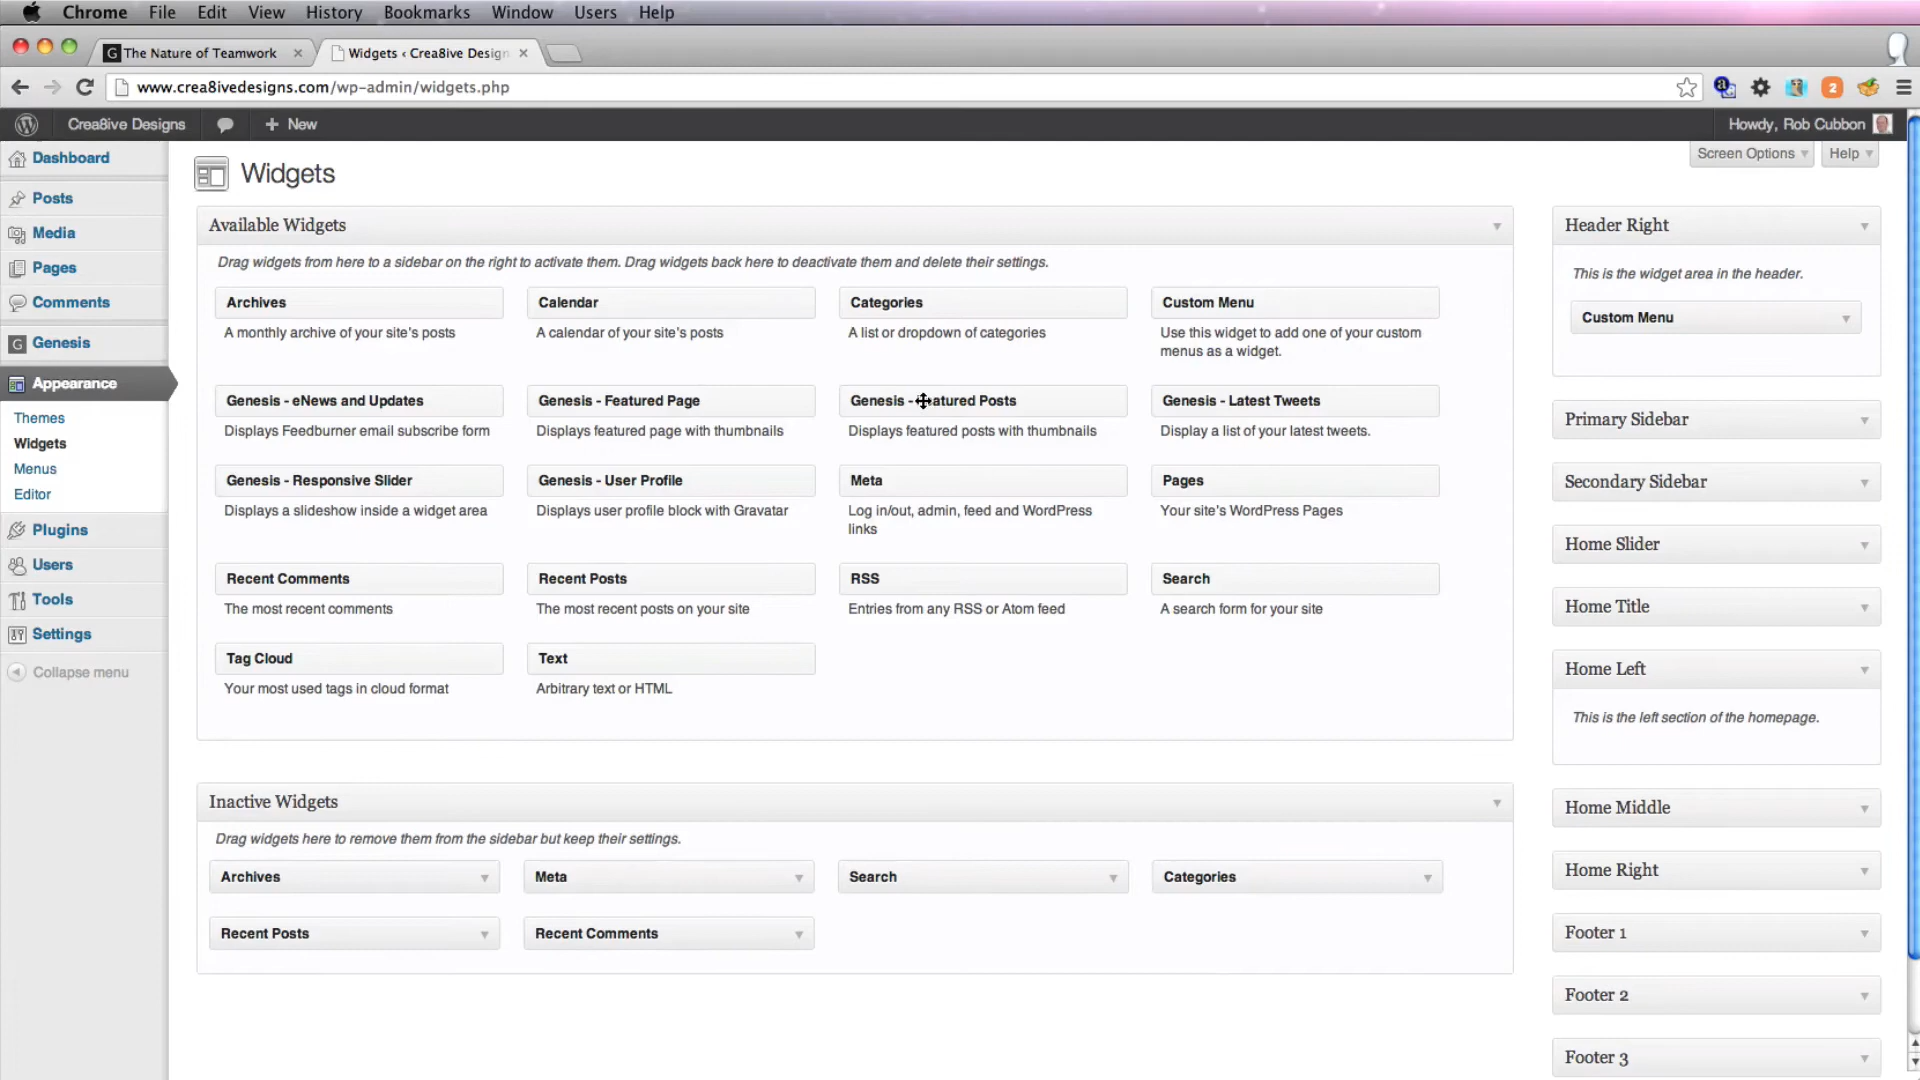 Chrome File Edit View History Bookmarks Window Users Help
The Nature of Teamwork
Widgets ‹ Crea8ive Design
www.crea8ivedesigns.com/wp-admin/widgets.php
2
Crea8ive Designs
+ New
Howdy, Rob Cubbon
Screen Options
Help
Dashboard
Posts
Media
Pages
Comments
Genesis
Appearance
Themes
Widgets
Menus
Editor
Plugins
Users
Tools
Settings
Collapse menu
Widgets
Available Widgets
Drag widgets from here to a sidebar on the right to activate them. Drag widgets back here to deactivate them and delete their settings.
Archives
A monthly archive of your site's posts
Calendar
A calendar of your site's posts
Categories
A list or dropdown of categories
Custom Menu
Use this widget to add one of your custom
menus as a widget.
Genesis - eNews and Updates
Displays Feedburner email subscribe form
Genesis - Featured Page
Displays featured page with thumbnails
Genesis - Featured Posts
Displays featured posts with thumbnails
Genesis - Latest Tweets
Display a list of your latest tweets.
Genesis - Responsive Slider
Displays a slideshow inside a widget area
Genesis - User Profile
Displays user profile block with Gravatar
Meta
Log in/out, admin, feed and WordPress
links
Pages
Your site's WordPress Pages
Recent Comments
The most recent comments
Recent Posts
The most recent posts on your site
RSS
Entries from any RSS or Atom feed
Search
A search form for your site
Tag Cloud
Your most used tags in cloud format
Text
Arbitrary text or HTML
Inactive Widgets
Drag widgets here to remove them from the sidebar but keep their settings.
Archives
Meta
Search
Categories
Recent Posts
Recent Comments
Header Right
This is the widget area in the header.
Custom Menu
Primary Sidebar
Secondary Sidebar
Home Slider
Home Title
Home Left
This is the left section of the homepage.
Home Middle
Home Right
Footer 1
Footer 2
Footer 3